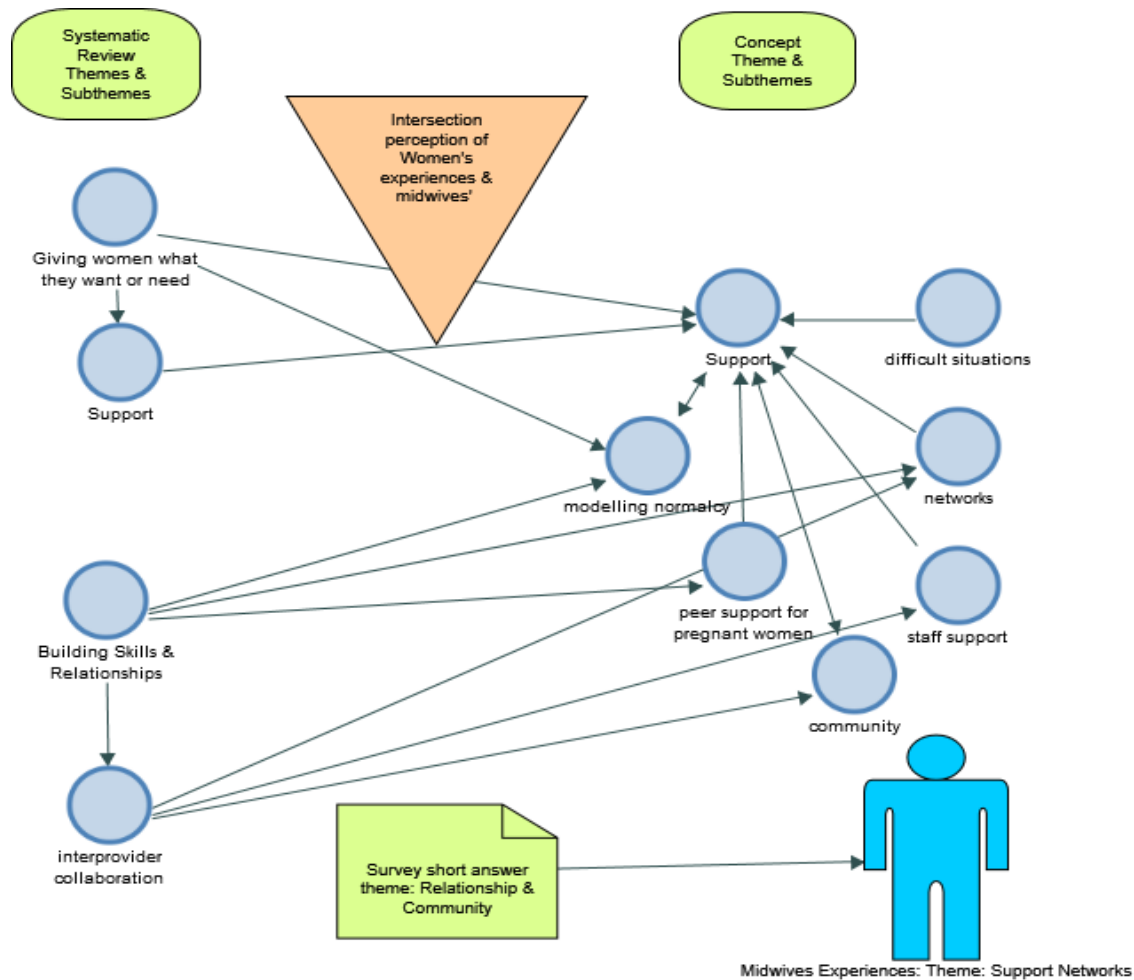 Systematic
Review
Themes &
Subthemes
Concept
Theme &
Subthemes
Intersection
perception of
Women's
experiences &
midwives'
Giving women what
they want or need
Support
Support
difficult situations
modelling normalcy
networks
peer support for
pregnant women
staff support
Building Skills &
Relationships
community
interprovider
collaboration
Survey short answer
theme: Relationship &
Community
Midwives Experiences: Theme: Support Networks